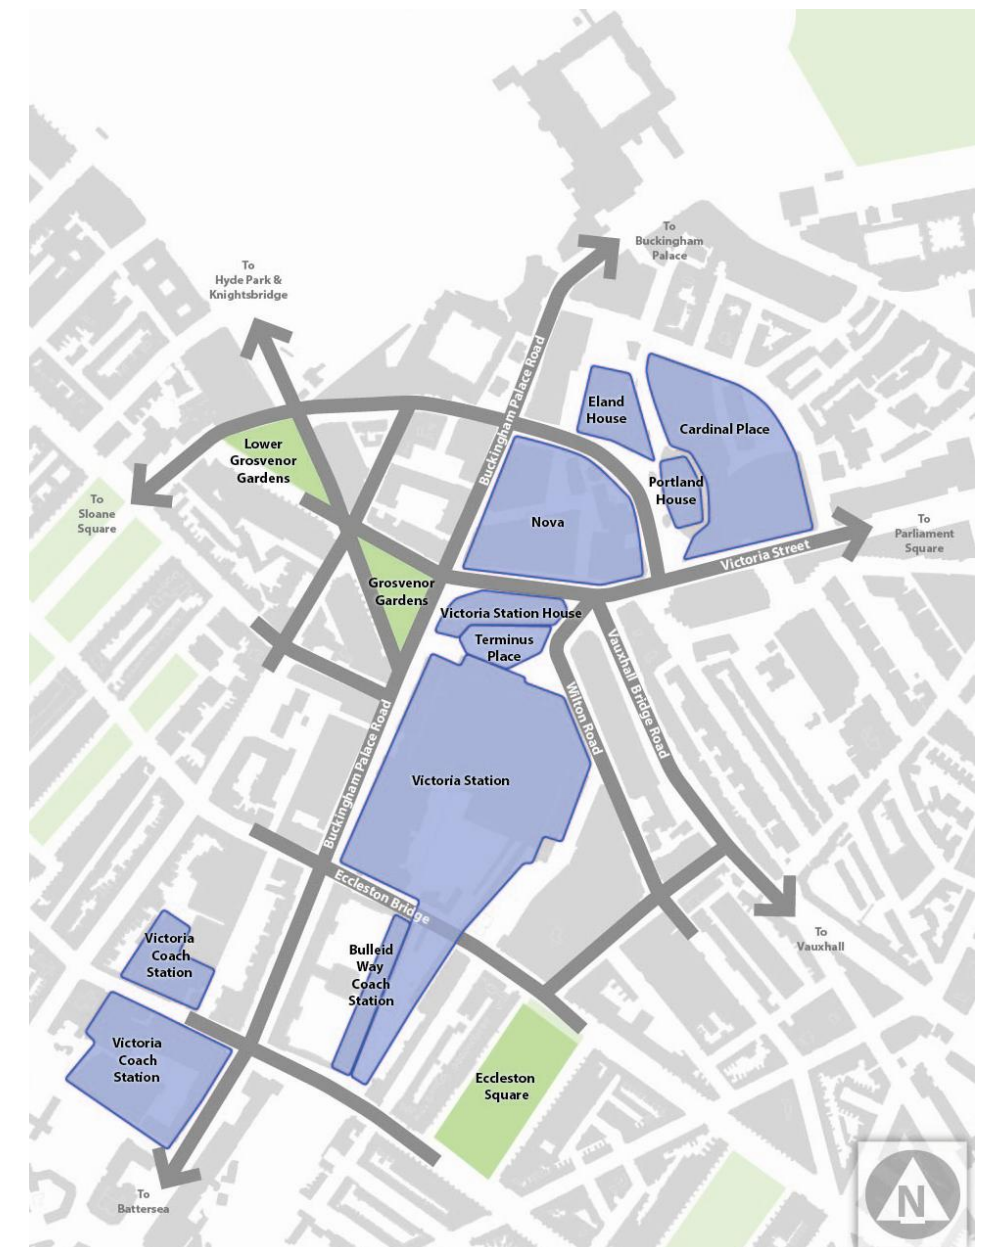 To
Buckingham
Palace
To
Hyde Park &
Knightsbridge
Buckingham Palace Road
Eland
House
Cardinal Place
Lower
Grosvenor
Gardens
Portland
House
To
Sloane
Square
Nova
To
Parliament
Square
Victoria Street
Grosvenor
Gardens
Victoria Station House
Terminus
Place
Vauxhall Bridge Road
Wilton Road
Buckingham Palace Road
Victoria Station
Eccleston Bridge
To
Vauxhall
Victoria
Coach
Station
Bulleid
Way
Coach
Station
Victoria
Coach
Station
Eccleston
Square
To
Battersea
N